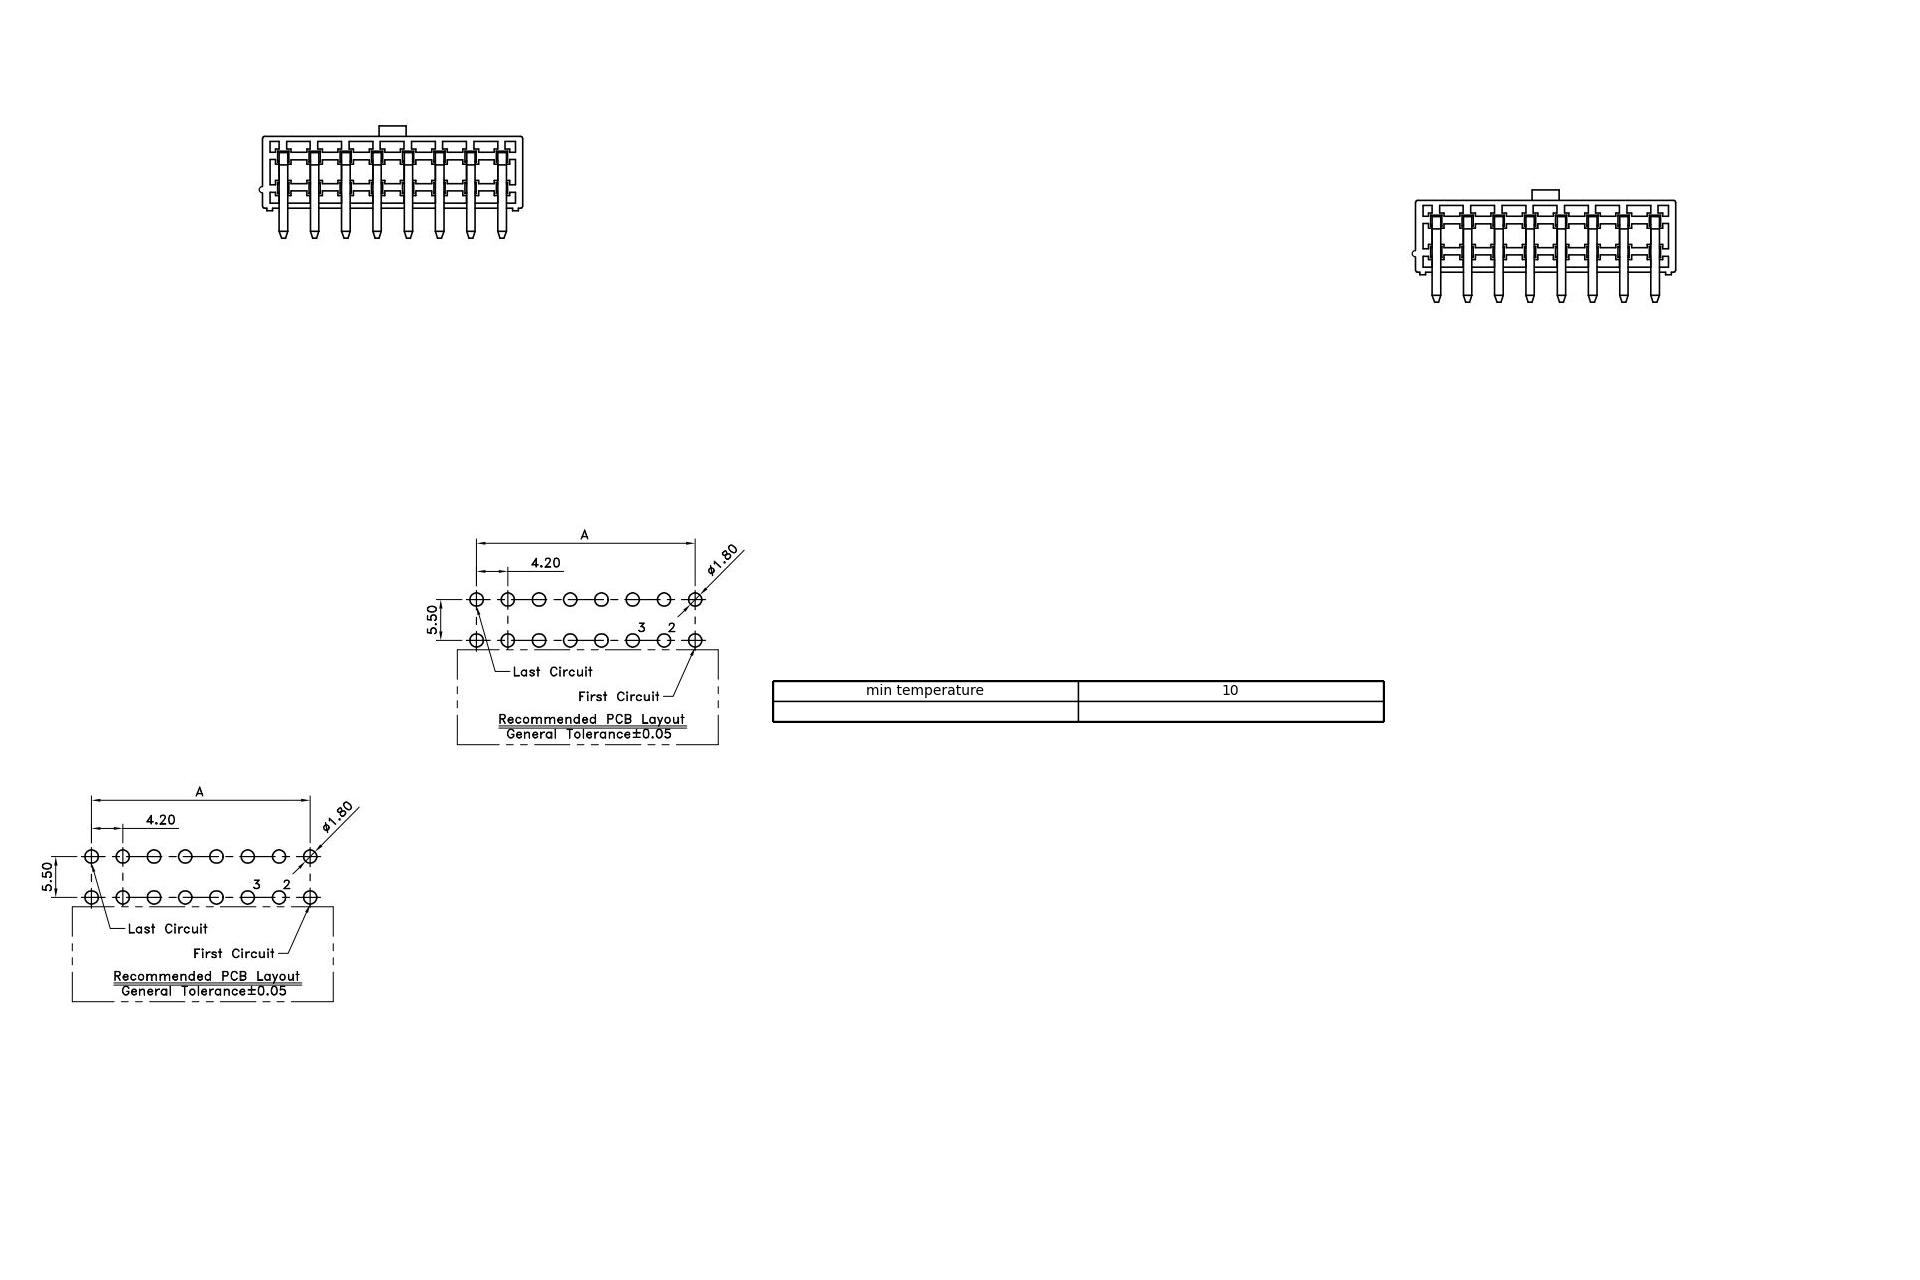 A
4.20
ø1.80
5.50
3 2
Last Circuit
First Circuit
Recommended PCB Layout
General Tolerance±0.05
min temperature 10
A
4.20
ø1.80
5.50
3 2
Last Circuit
First Circuit
Recommended PCB Layout
General Tolerance±0.05